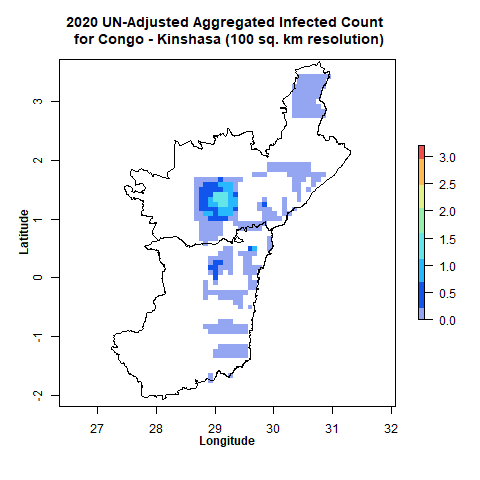 2020 UN-Adjusted Aggregated Infected Count
for Congo - Kinshasa (100 sq. km resolution)
3
2
1
0
-1
-2
Latitude
27 28 29 30 31 32
Longitude
3.0
2.5
2.0
1.5
1.0
0.5
0.0